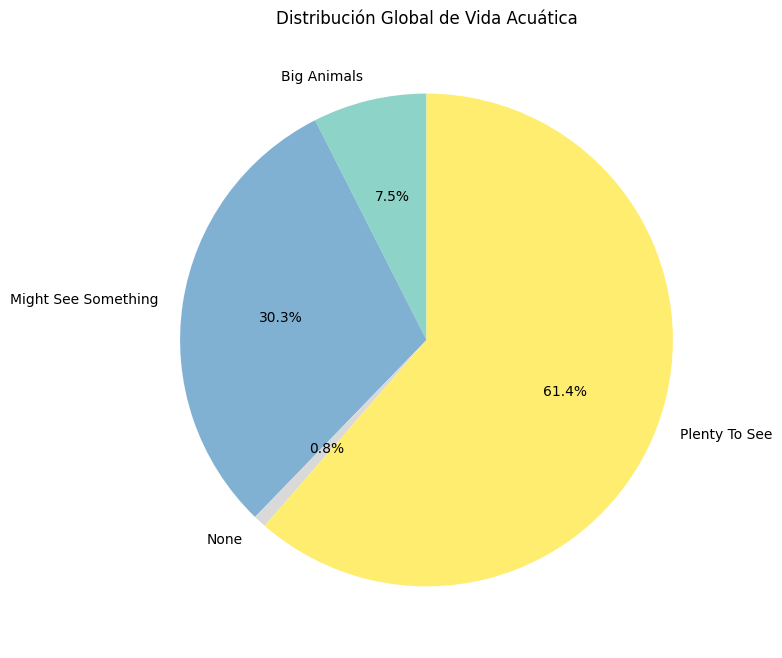 Distribución Global de Vida Acuática
Big Animals
7.5%
Might See Something
30.3%
61.4%
Plenty To See
0.8%
None